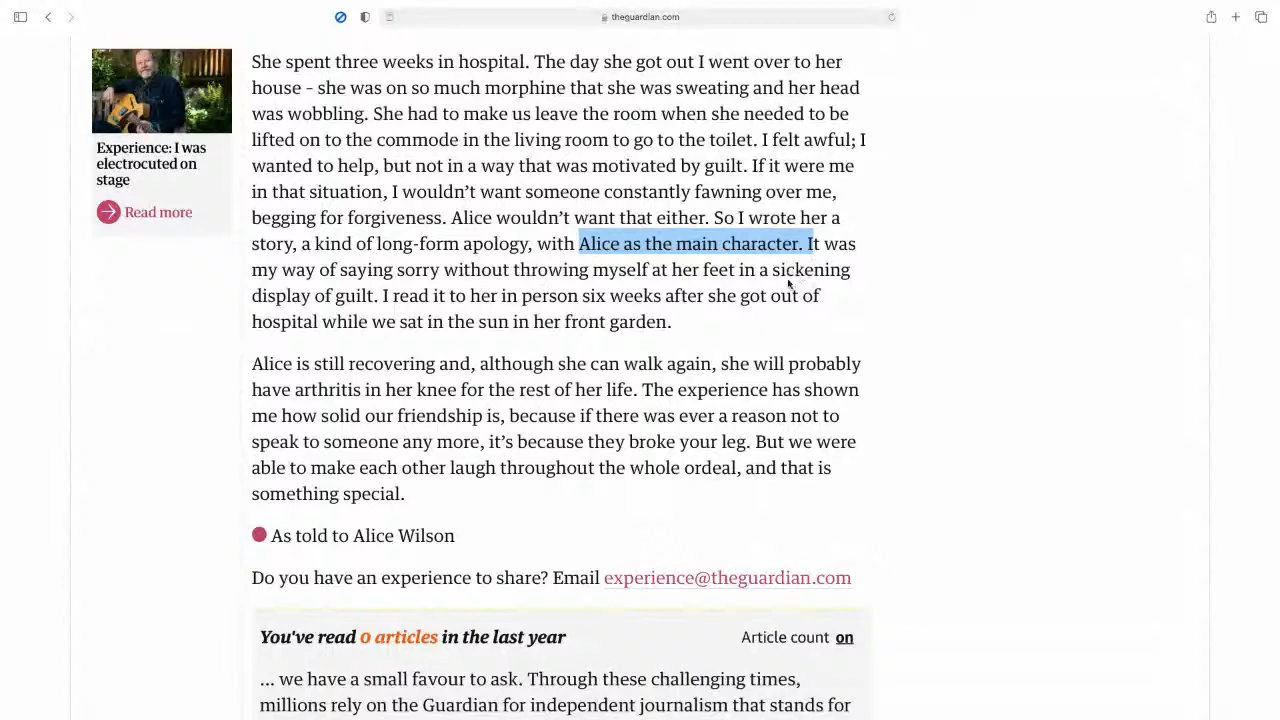 theguardian.com
Experience: I was
electrocuted on
stage
Read more
She spent three weeks in hospital. The day she got out I went over to her
house – she was on so much morphine that she was sweating and her head
was wobbling. She had to make us leave the room when she needed to be
lifted on to the commode in the living room to go to the toilet. I felt awful; I
wanted to help, but not in a way that was motivated by guilt. If it were me
in that situation, I wouldn’t want someone constantly fawning over me,
begging for forgiveness. Alice wouldn’t want that either. So I wrote her a
story, a kind of long-form apology, with Alice as the main character. It was
my way of saying sorry without throwing myself at her feet in a sickening
display of guilt. I read it to her in person six weeks after she got out of
hospital while we sat in the sun in her front garden.
Alice is still recovering and, although she can walk again, she will probably
have arthritis in her knee for the rest of her life. The experience has shown
me how solid our friendship is, because if there was ever a reason not to
speak to someone any more, it’s because they broke your leg. But we were
able to make each other laugh throughout the whole ordeal, and that is
something special.
As told to Alice Wilson
Do you have an experience to share? Email experience@theguardian.com
You've read 0 articles in the last year
Article count on
... we have a small favour to ask. Through these challenging times,
millions rely on the Guardian for independent journalism that stands for